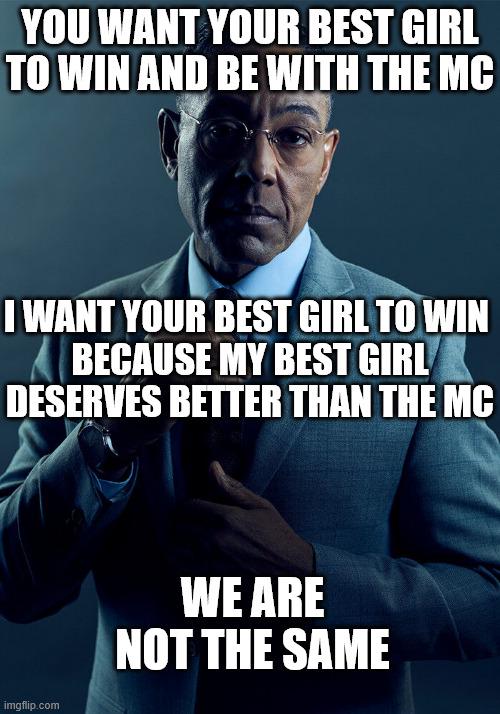 YOU WANT YOUR BEST GIRL
TO WIN AND BE WITH THE MC
I WANT YOUR BEST GIRL TO WIN
BECAUSE MY BEST GIRL
DESERVES BETTER THAN THE MC
WE ARE
NOT THE SAME
imgflip.com